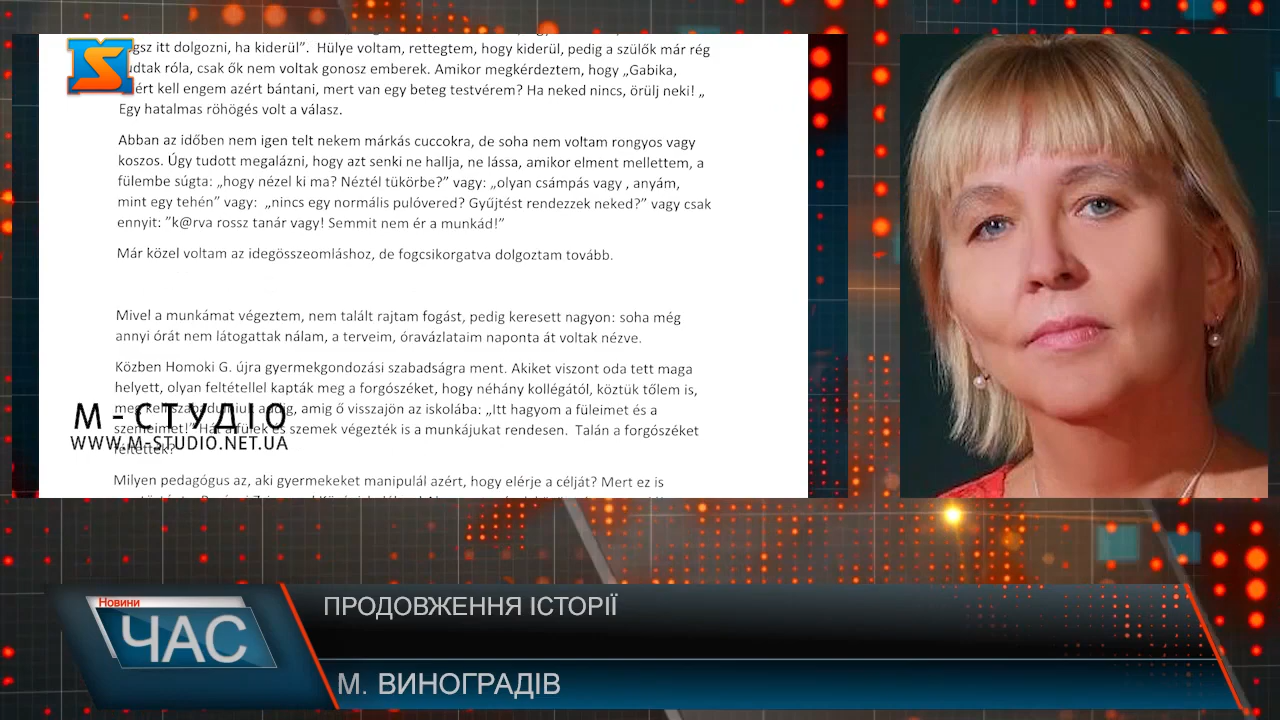 itt dolgozni, ha kiderül”. Hülye voltam, rettegtem, hogy kiderül, pedig a szülők már rég
róla, csak ők nem voltak gonosz emberek. Amikor megkérdeztem, hogy „Gabika,
kell engem azért bántani, mert van egy beteg testvérem? Ha neked nincs, örülj neki! „
Egy hatalmas röhögés volt a válasz.
Abban az időben nem igen telt nekem márkás cuccokra, de soha nem voltam rongyos vagy
koszos. Úgy tudott megalázni, hogy azt senki ne hallja, ne lássa, amikor elment mellettem, a
fülembe súgta: „hogy nézel ki ma? Néztél tükörbe?” vagy: „olyan csámpás vagy , anyám,
mint egy tehén” vagy: „nincs egy normális pulóvered? Gyűjtést rendezzek neked?” vagy csak
ennyit: ”k@rva rossz tanár vagy! Semmit nem ér a munkád!”
Már közel voltam az idegösszeomláshoz, de fogcsikorgatva dolgoztam tovább.
Mivel a munkámat végeztem, nem talált rajtam fogást, pedig keresett nagyon: soha még
annyi órát nem látogattak nálam, a terveim, óravázlataim naponta át voltak nézve.
Közben Homoki G. újra gyermekgondozási szabadságra ment. Akiket viszont oda tett maga
helyett, olyan feltétellel kapták meg a forgószéket, hogy néhány kollégától, köztük tőlem is,
meg kell szabadulniuk addig, amig ő visszajön az iskolába: „Itt hagyom a füleimet és a
szemeimet!” Hát a fülek és szemek végezték is a munkájukat rendesen. Talán a forgószéket
féltették?
Milyen pedagógus az, aki gyermekeket manipulál azért, hogy elérje a célját? Mert ez is
М-СТУДІО
WWW.M-STUDIO.NET.UA
Новини
ЧАС
ПРОДОВЖЕННЯ ІСТОРІЇ
М. ВИНОГРАДІВ